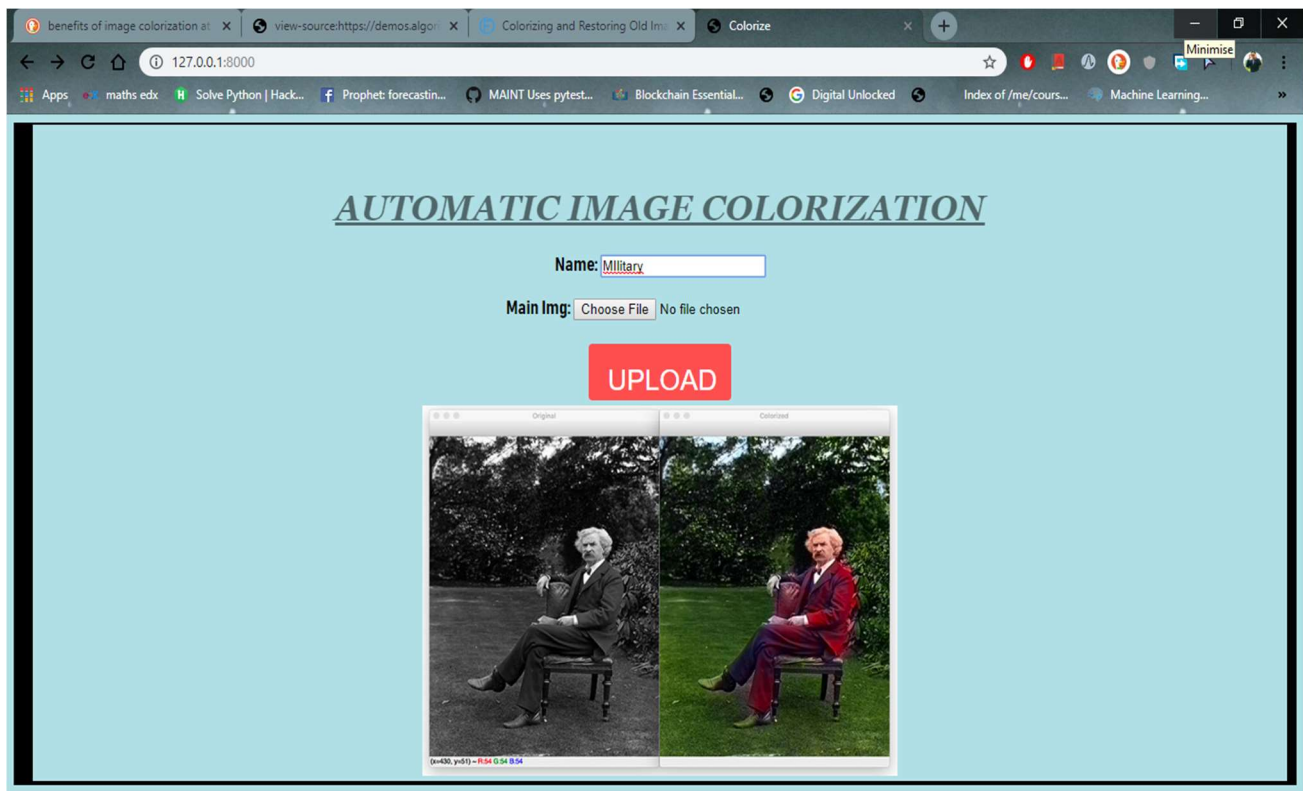 benefits of image colorization at
view-source:https://demos.algori
Colorizing and Restoring Old Ima
Colorize
Minimise
127.0.0.1:8000
Apps
maths edx
Solve Python | Hack...
Prophet: forecastin...
MAINT Uses pytest...
Blockchain Essential...
Digital Unlocked
Index of /me/cours...
Machine Learning...
AUTOMATIC IMAGE COLORIZATION
Name: MIlitary
Main Img: Choose File No file chosen
UPLOAD
Original
Colorized
(x=430, y=51) ~ R:54 G:54 B:54